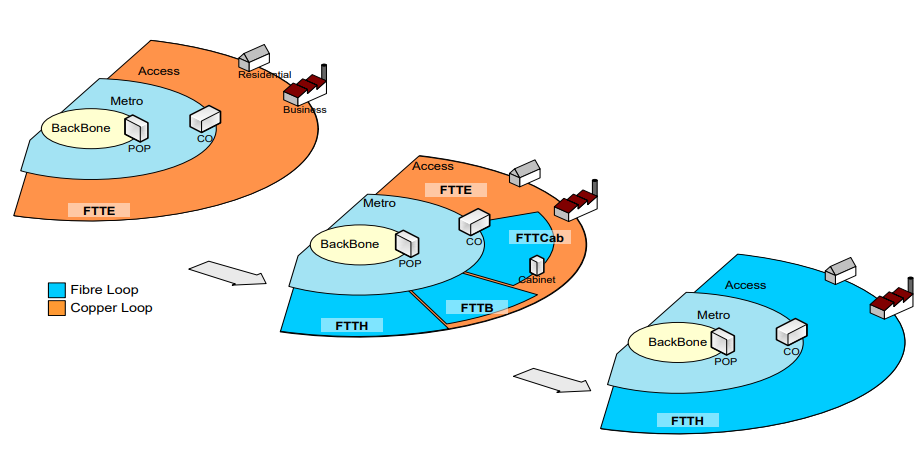 Access
Residential
Metro
Business
BackBone
POP
CO
FTTE
Access
FTTE
Metro
CO
FTTCab
BackBone
POP
Cabinet
FTTB
FTTH
Fibre Loop
Copper Loop
Access
Metro
BackBone
POP
CO
FTTH